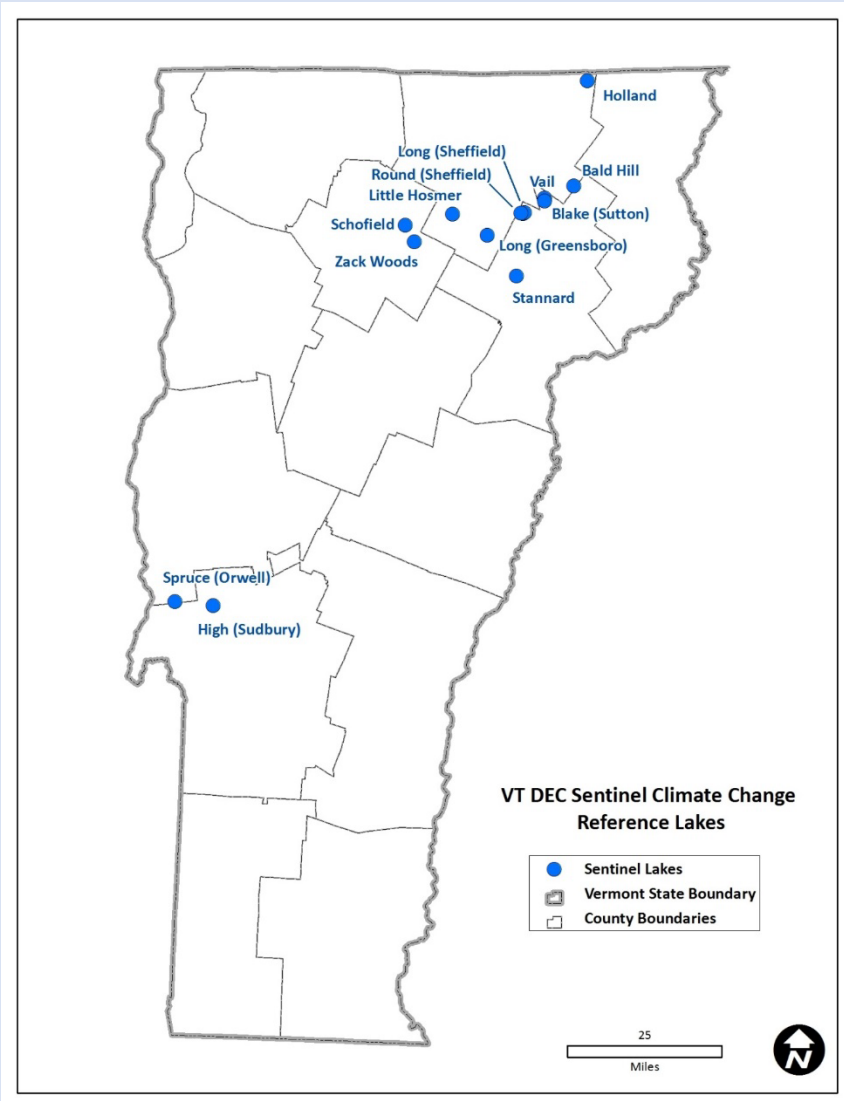 Holland
Long (Sheffield)
Round (Sheffield)
Vail
Bald Hill
Little Hosmer
Blake (Sutton)
Schofield
Long (Greensboro)
Zack Woods
Stannard
Spruce (Orwell)
High (Sudbury)
VT DEC Sentinel Climate Change
Reference Lakes
Sentinel Lakes
Vermont State Boundary
County Boundaries
25
Miles
N